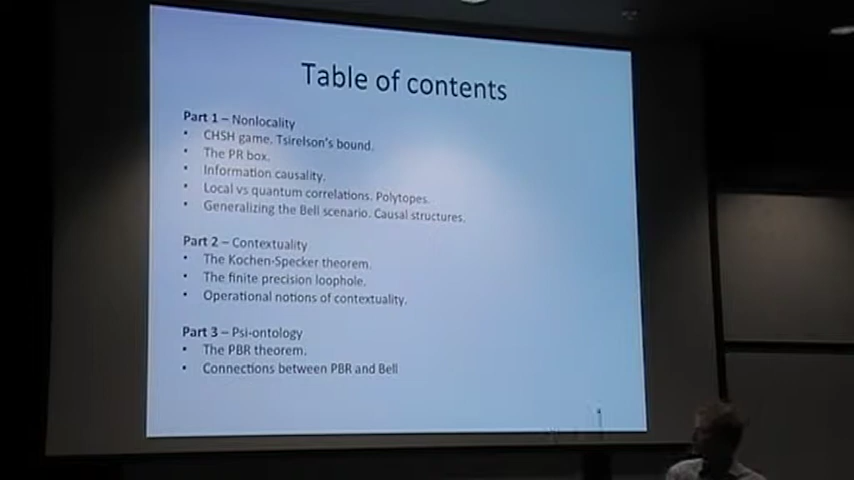 Table of contents
Part 1 – Nonlocality
• CHSH game. Tsirelson's bound.
• The PR box.
• Information causality.
• Local vs quantum correlations. Polytopes.
• Generalizing the Bell scenario. Causal structures.
Part 2 – Contextuality
• The Kochen-Specker theorem.
• The finite precision loophole.
• Operational notions of contextuality.
Part 3 – Psi-ontology
• The PBR theorem.
• Connections between PBR and Bell